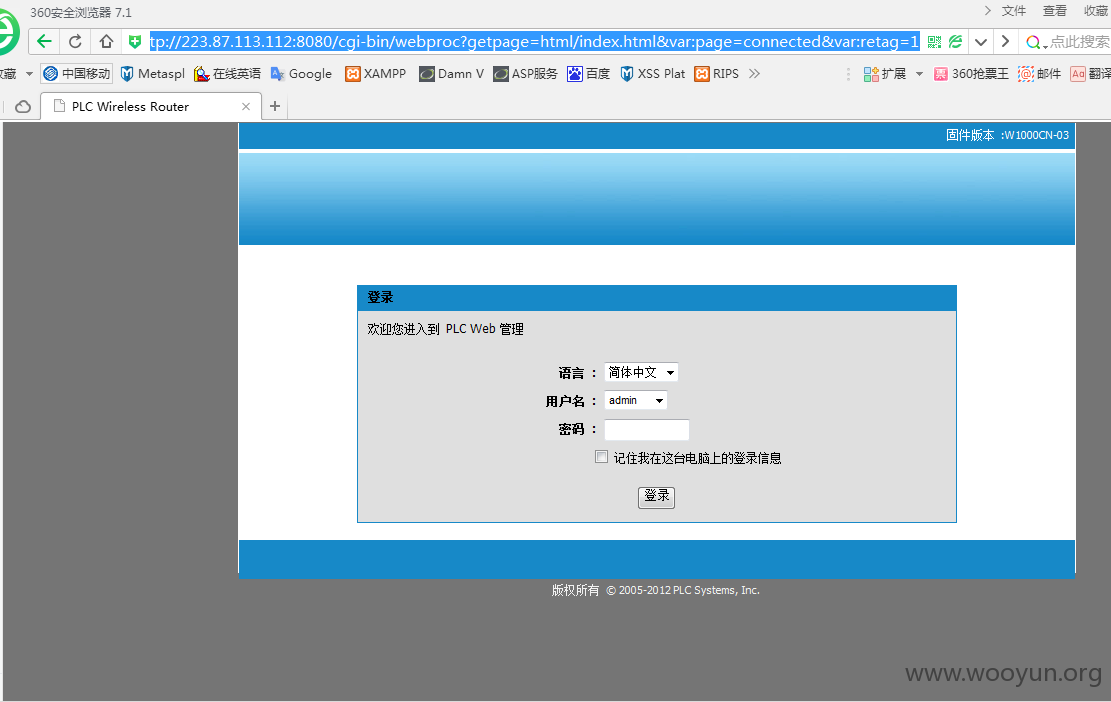 360安全浏览器 7.1
文件 查看 收藏
tp://223.87.113.112:8080/cgi-bin/webproc?getpage=html/index.html&var:page=connected&var:retag=1
点此搜索
收藏 中国移动 Metaspl 在线英语 Google XAMPP Damn V ASP服务 百度 XSS Plat RIPS 扩展 360抢票王 邮件 Aa 翻译
PLC Wireless Router
固件版本 :W1000CN-03
登录
欢迎您进入到 PLC Web 管理
语言 : 简体中文
用户名 : admin
密码 :
记住我在这台电脑上的登录信息
登录
版权所有 © 2005-2012 PLC Systems, Inc.
www.wooyun.org